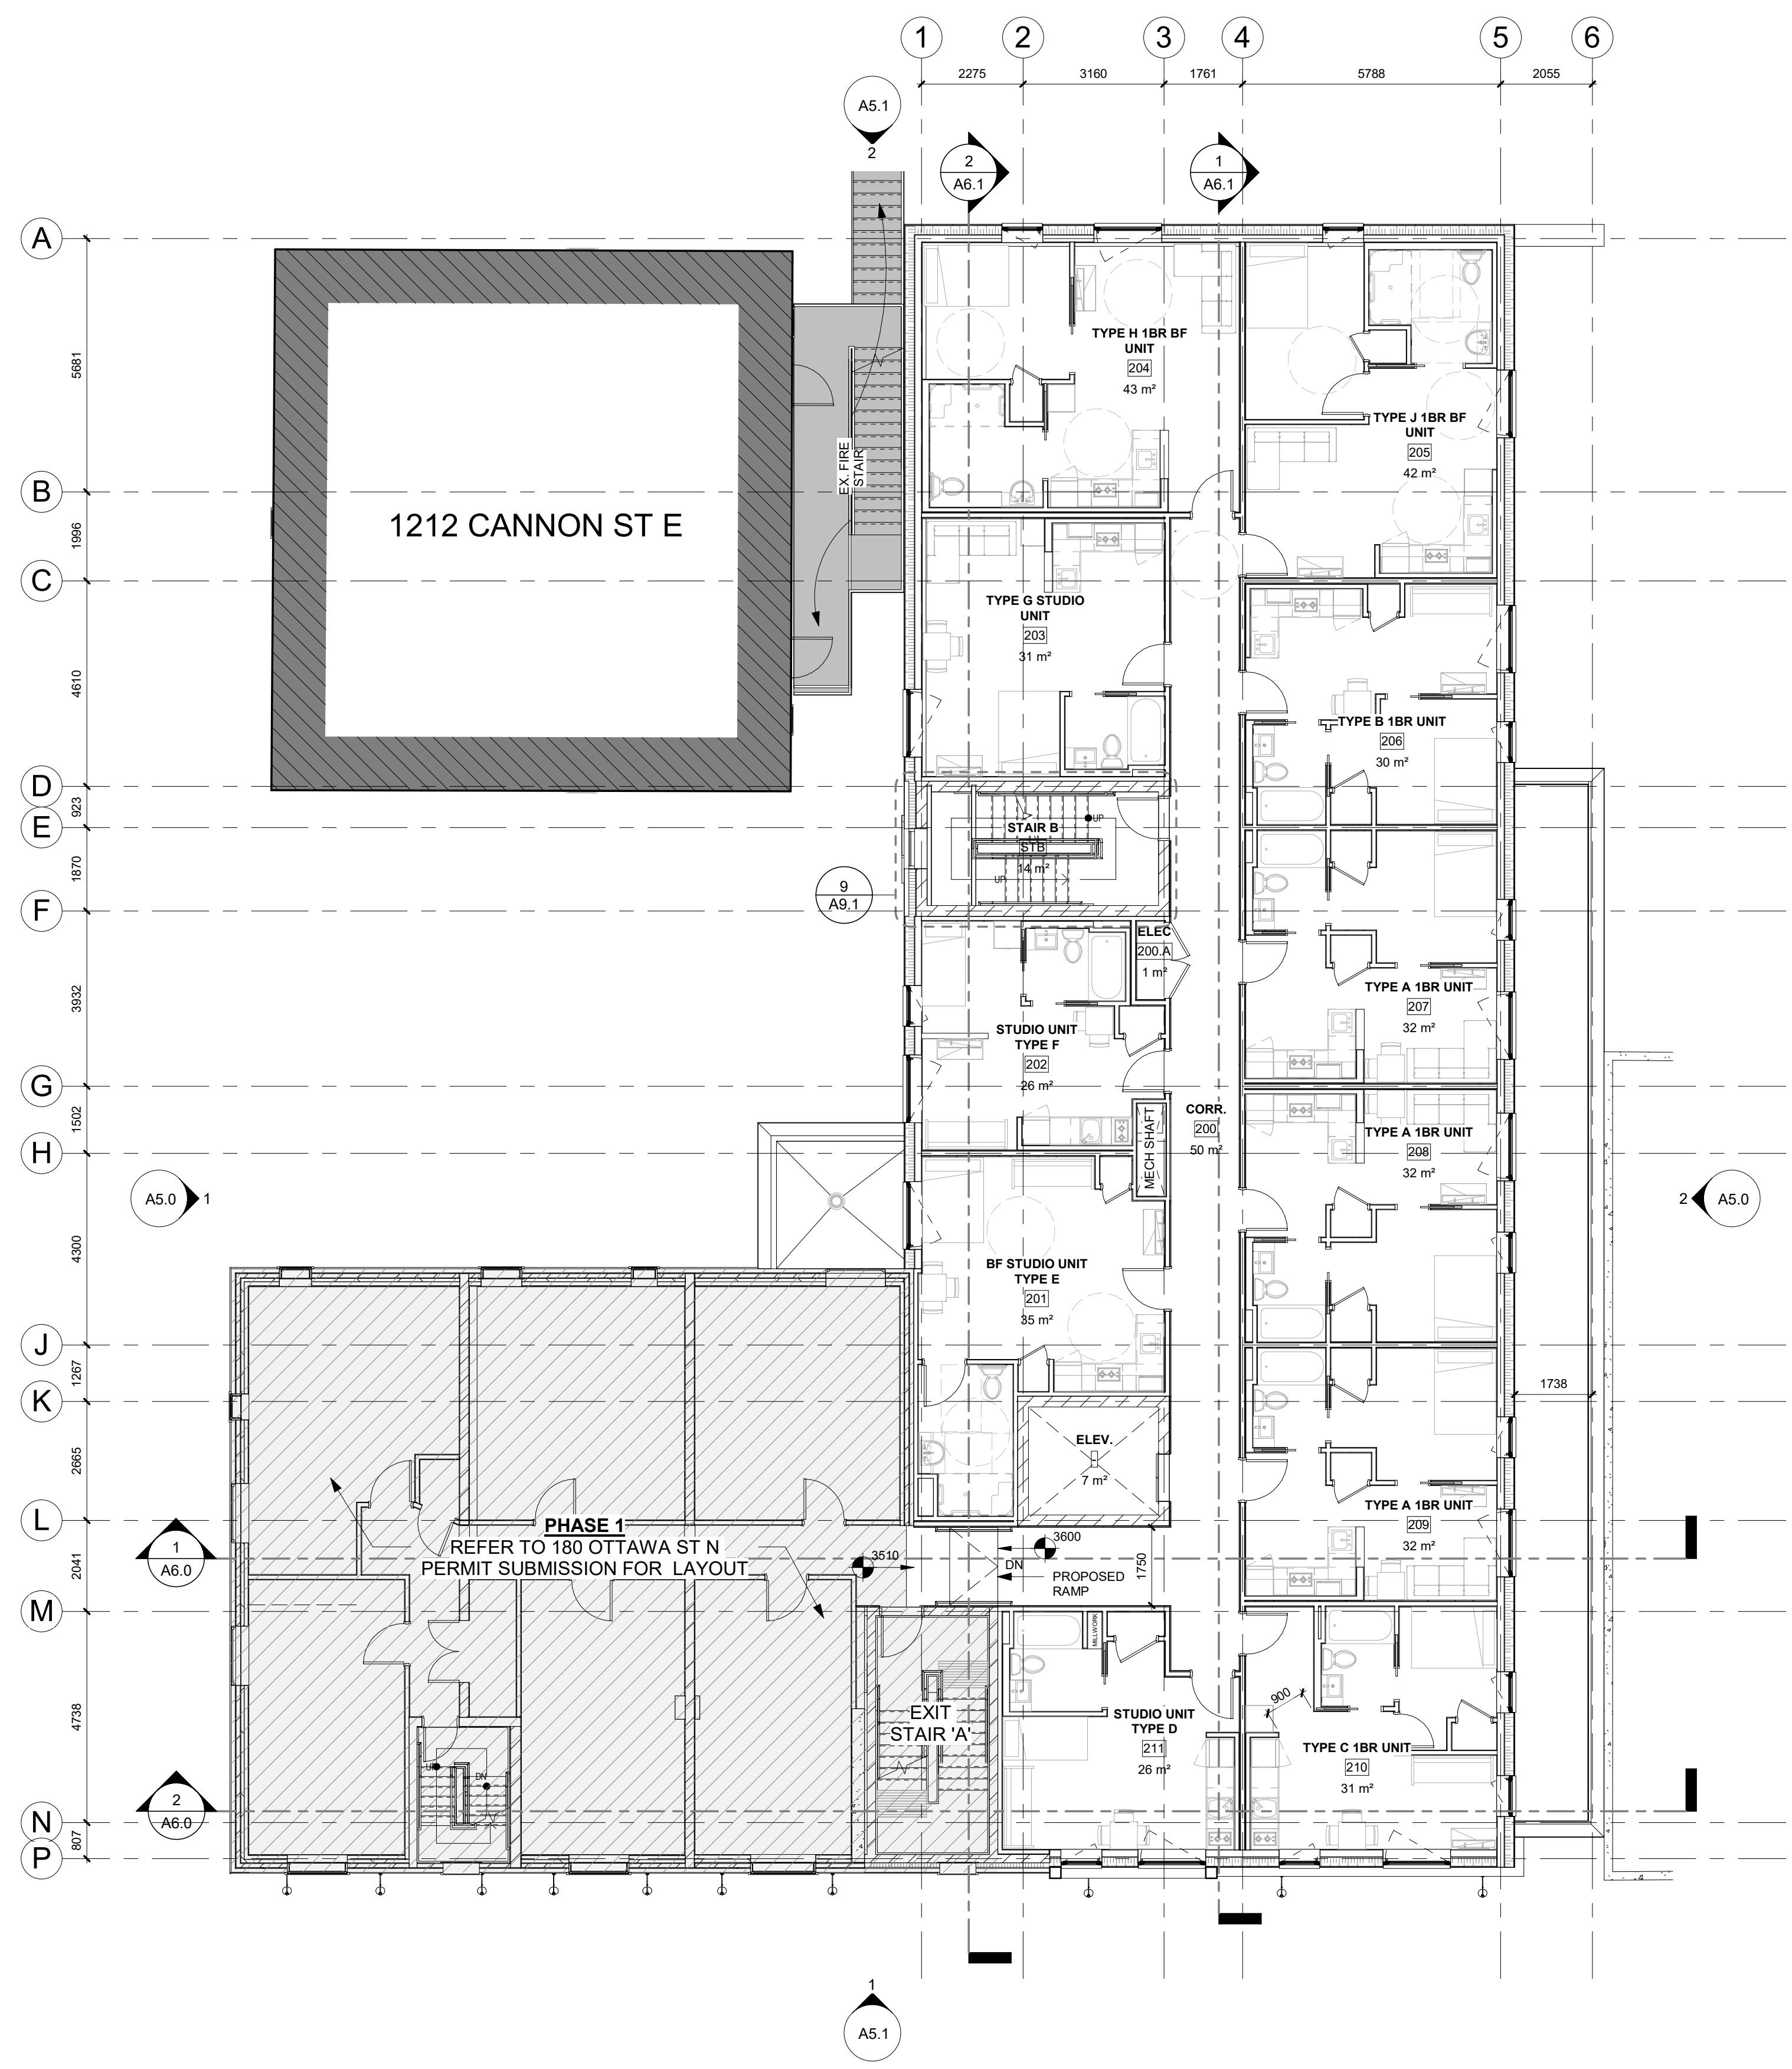 1 2 3 4 5 6
2275 3160 1761 5788 2055
A5.1
2
2
A6.1
1
A6.1
A
5681
B
1996
C
4610
D
923
E
1870
F
3932
G
1502
H
4300
J
1267
K
2665
L
2041
M
4738
N
807
P
1212 CANNON ST E
EX. FIRE
STAIR
TYPE H 1BR BF
UNIT
204
43 m²
TYPE J 1BR BF
UNIT
205
42 m²
TYPE G STUDIO
UNIT
203
31 m²
TYPE B 1BR UNIT
206
30 m²
STAIR B
STB
14 m²
UP
UP
9
A9.1
ELEC
200.A
1 m²
TYPE A 1BR UNIT
207
32 m²
STUDIO UNIT
TYPE F
202
26 m²
MECH SHAFT
CORR.
200
50 m²
TYPE A 1BR UNIT
208
32 m²
A5.0
1
2
A5.0
BF STUDIO UNIT
TYPE E
201
35 m²
1738
ELEV.
7 m²
TYPE A 1BR UNIT
209
32 m²
PHASE 1
REFER TO 180 OTTAWA ST N
PERMIT SUBMISSION FOR LAYOUT
1
A6.0
3510
3600
DN
PROPOSED
RAMP
1750
MILLWORK
EXIT
STAIR 'A'
STUDIO UNIT
TYPE D
211
26 m²
900
TYPE C 1BR UNIT
210
31 m²
UP
DN
2
A6.0
1
A5.1